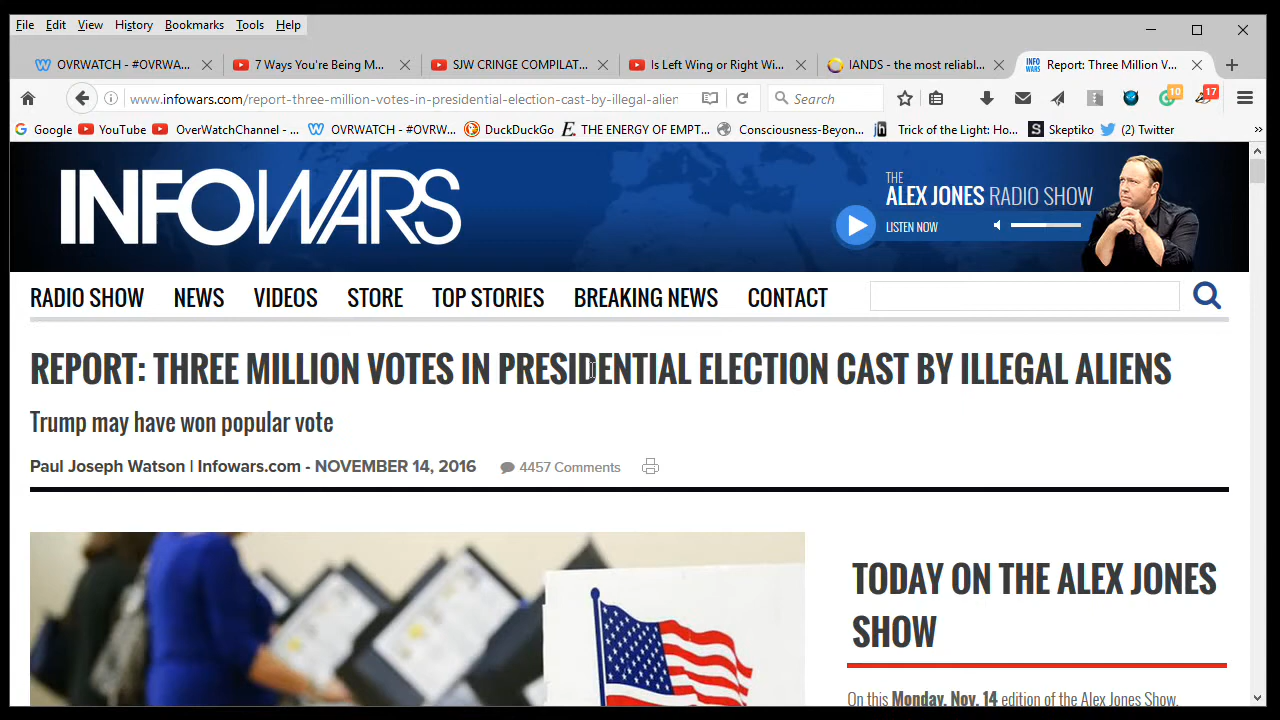 File Edit View History Bookmarks Tools Help
OVRWATCH - #OVRWA... 7 Ways You're Being M... SJW CRINGE COMPILAT... Is Left Wing or Right Wi... IANDS - the most reliabl... INFO WARS Report: Three Million V...
www.infowars.com/report-three-million-votes-in-presidential-election-cast-by-illegal-alien Search 10 17
Google YouTube OverWatchChannel - ... OVRWATCH - #OVRW... DuckDuckGo E. THE ENERGY OF EMPT... Consciousness-Beyon... jh Trick of the Light: Ho... S Skeptiko (2) Twitter »
INFOWARS
THE
ALEX JONES RADIO SHOW
LISTEN NOW
RADIO SHOW NEWS VIDEOS STORE TOP STORIES BREAKING NEWS CONTACT
REPORT: THREE MILLION VOTES IN PRESIDENTIAL ELECTION CAST BY ILLEGAL ALIENS
Trump may have won popular vote
Paul Joseph Watson | Infowars.com - NOVEMBER 14, 2016 4457 Comments
TODAY ON THE ALEX JONES
SHOW
On this Monday, Nov. 14 edition of the Alex Jones Show,